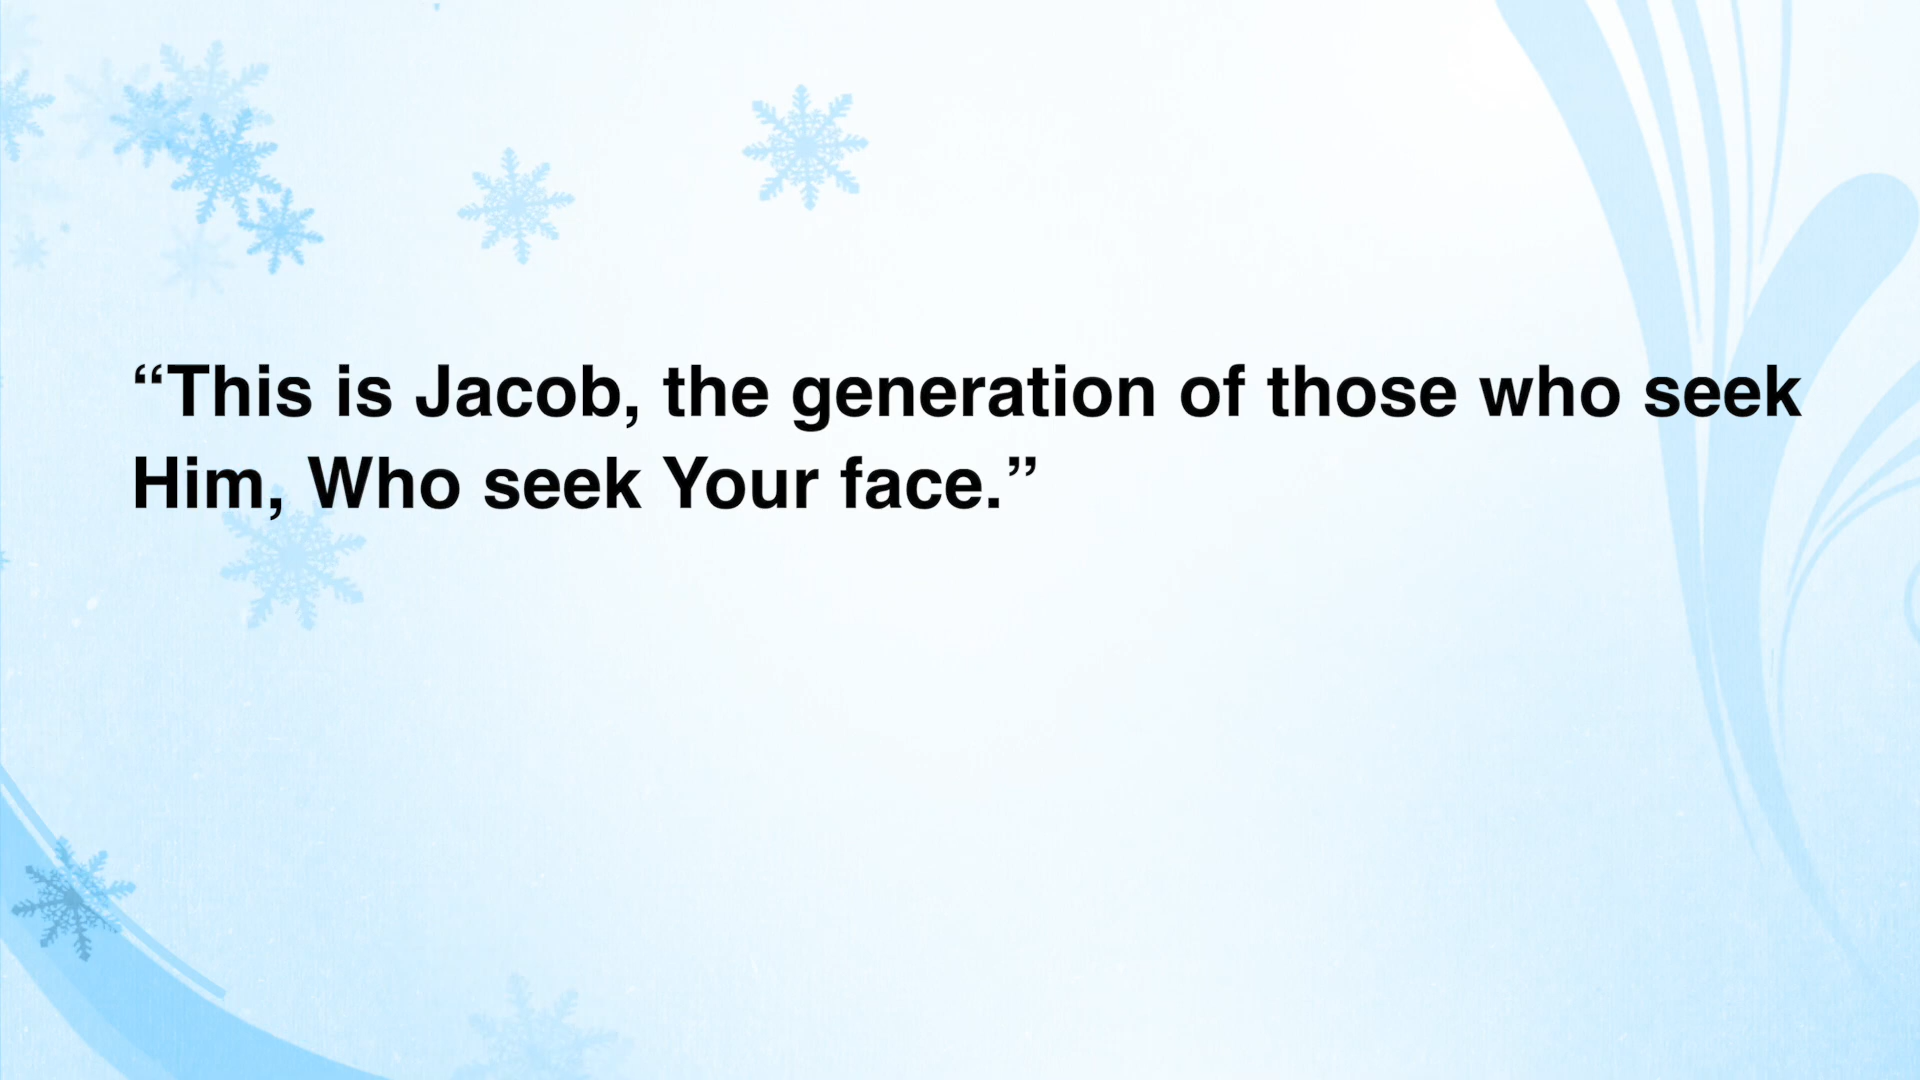 “This is Jacob, the generation of those who seek
Him, Who seek Your face.”